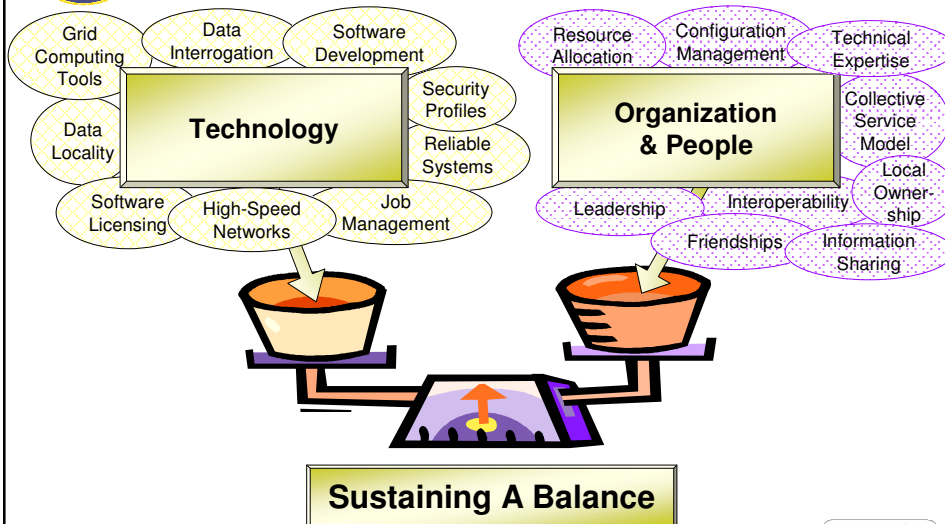 Grid
Computing
Tools
Data
Interrogation
Software
Development
Security
Profiles
Reliable
Systems
Job
Management
High-Speed
Networks
Software
Licensing
Data
Locality
Technology
Resource
Allocation
Configuration
Management
Technical
Expertise
Collective
Service
Model
Local
Owner-
ship
Information
Sharing
Interoperability
Friendships
Leadership
Organization
& People
Sustaining A Balance